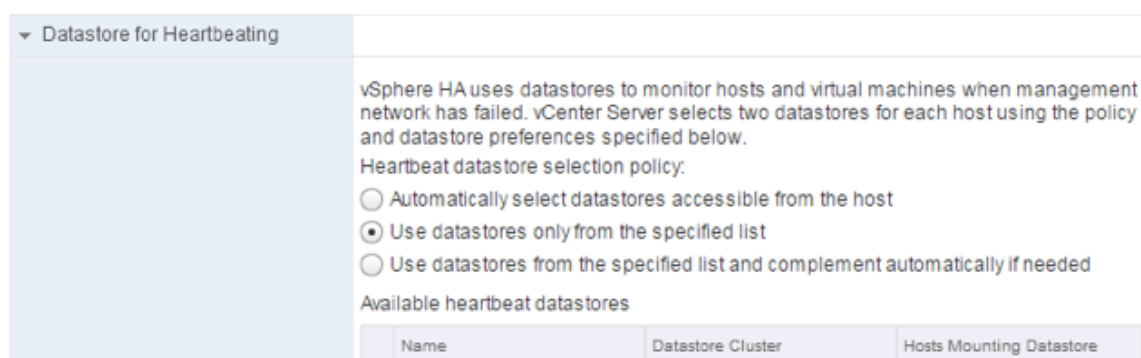 Datastore for Heartbeating
vSphere HA uses datastores to monitor hosts and virtual machines when management
network has failed. vCenter Server selects two datastores for each host using the policy
and datastore preferences specified below.
Heartbeat datastore selection policy:
Automatically select datastores accessible from the host
Use datastores only from the specified list
Use datastores from the specified list and complement automatically if needed
Available heartbeat datastores
Name Datastore Cluster Hosts Mounting Datastore